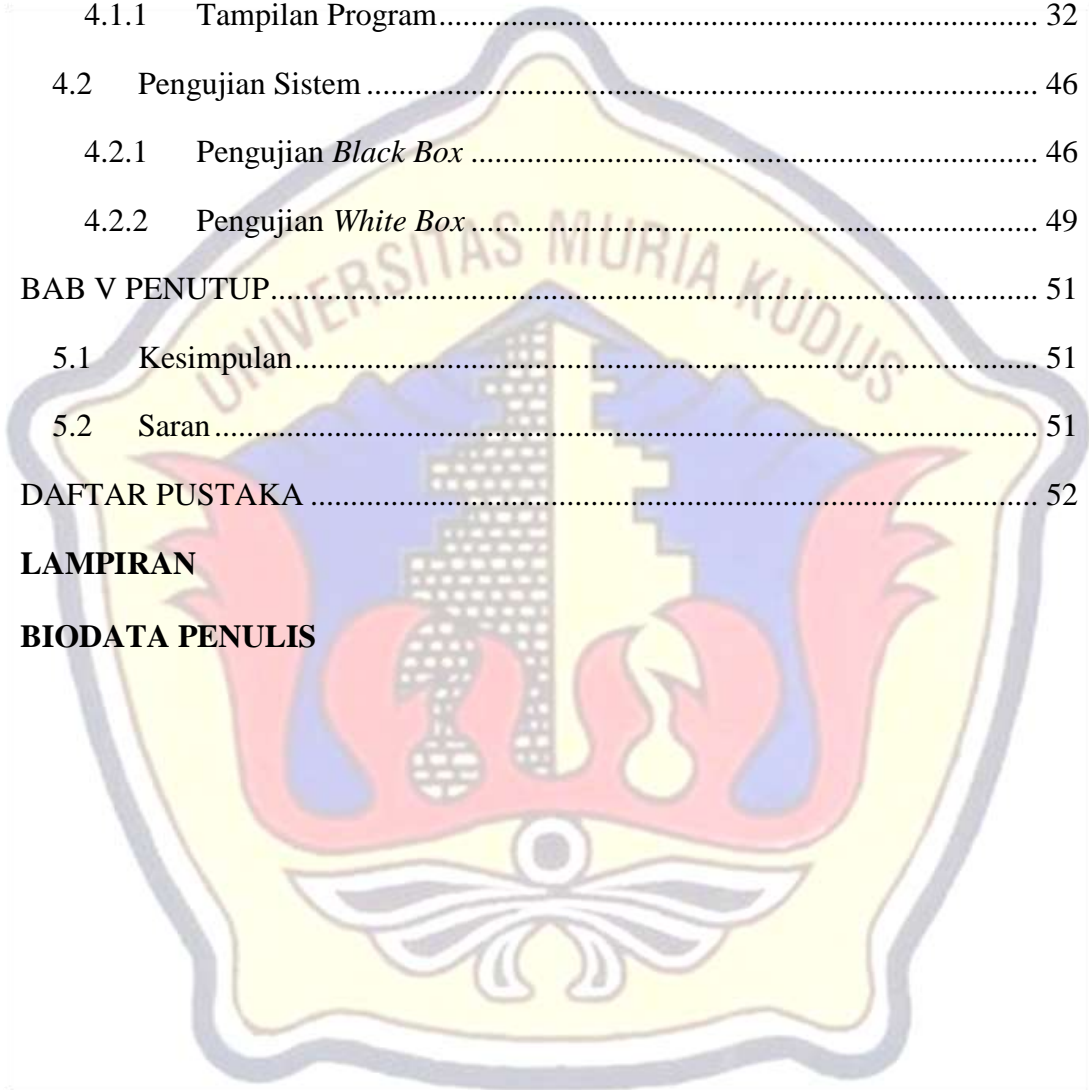 4.1.1 Tampilan Program.......................................................................... 32
4.2 Pengujian Sistem.................................................................................. 46
4.2.1 Pengujian Black Box...................................................................... 46
4.2.2 Pengujian White Box...................................................................... 49
UNIVERSITAS MURIA KUDUS
BAB V PENUTUP............................................................................................ 51
5.1 Kesimpulan.......................................................................................... 51
5.2 Saran.................................................................................................... 51
DAFTAR PUSTAKA ....................................................................................... 52
LAMPIRAN
BIODATA PENULIS